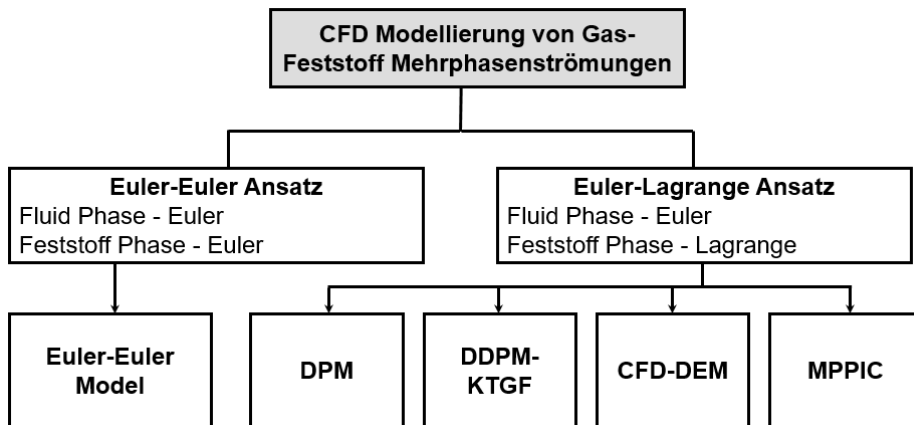 CFD Modellierung von Gas-
Feststoff Mehrphasenströmungen
Euler-Euler Ansatz
Fluid Phase - Euler
Feststoff Phase - Euler
Euler-Lagrange Ansatz
Fluid Phase - Euler
Feststoff Phase - Lagrange
Euler-Euler
Model
DPM
DDPM-
KTGF
CFD-DEM
MPPIC